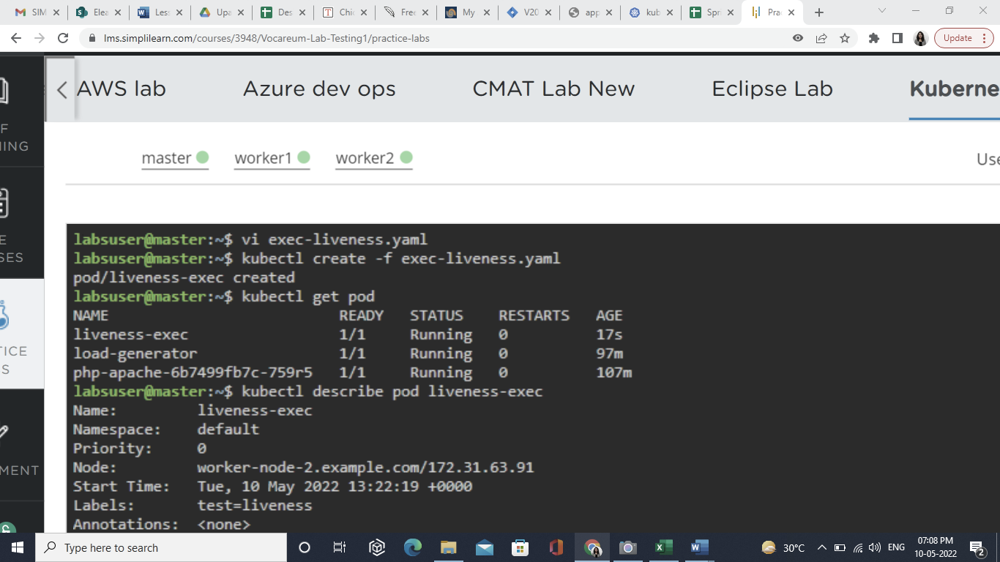 SIM
Elea
Less
Upa
Des
Chic
Free
My
V20
app
kub
Spri
Prac
lms.simplilearn.com/courses/3948/Vocareum-Lab-Testing1/practice-labs
Update
AWS lab
Azure dev ops
CMAT Lab New
Eclipse Lab
Kuberne
F
ING
E
SES
TICE
S
MENT
master
worker1
worker2
Use
labsuser@master:~$ vi exec-liveness.yaml
labsuser@master:~$ kubectl create -f exec-liveness.yaml
pod/liveness-exec created
labsuser@master:~$ kubectl get pod
NAME READY STATUS RESTARTS AGE
liveness-exec 1/1 Running 0 17s
load-generator 1/1 Running 0 97m
php-apache-6b7499fb7c-759r5 1/1 Running 0 107m
labsuser@master:~$ kubectl describe pod liveness-exec
Name: liveness-exec
Namespace: default
Priority: 0
Node: worker-node-2.example.com/172.31.63.91
Start Time: Tue, 10 May 2022 13:22:19 +0000
Labels: test=liveness
Annotations: <none>
Type here to search
30°C
ENG
07:08 PM
10-05-2022
2